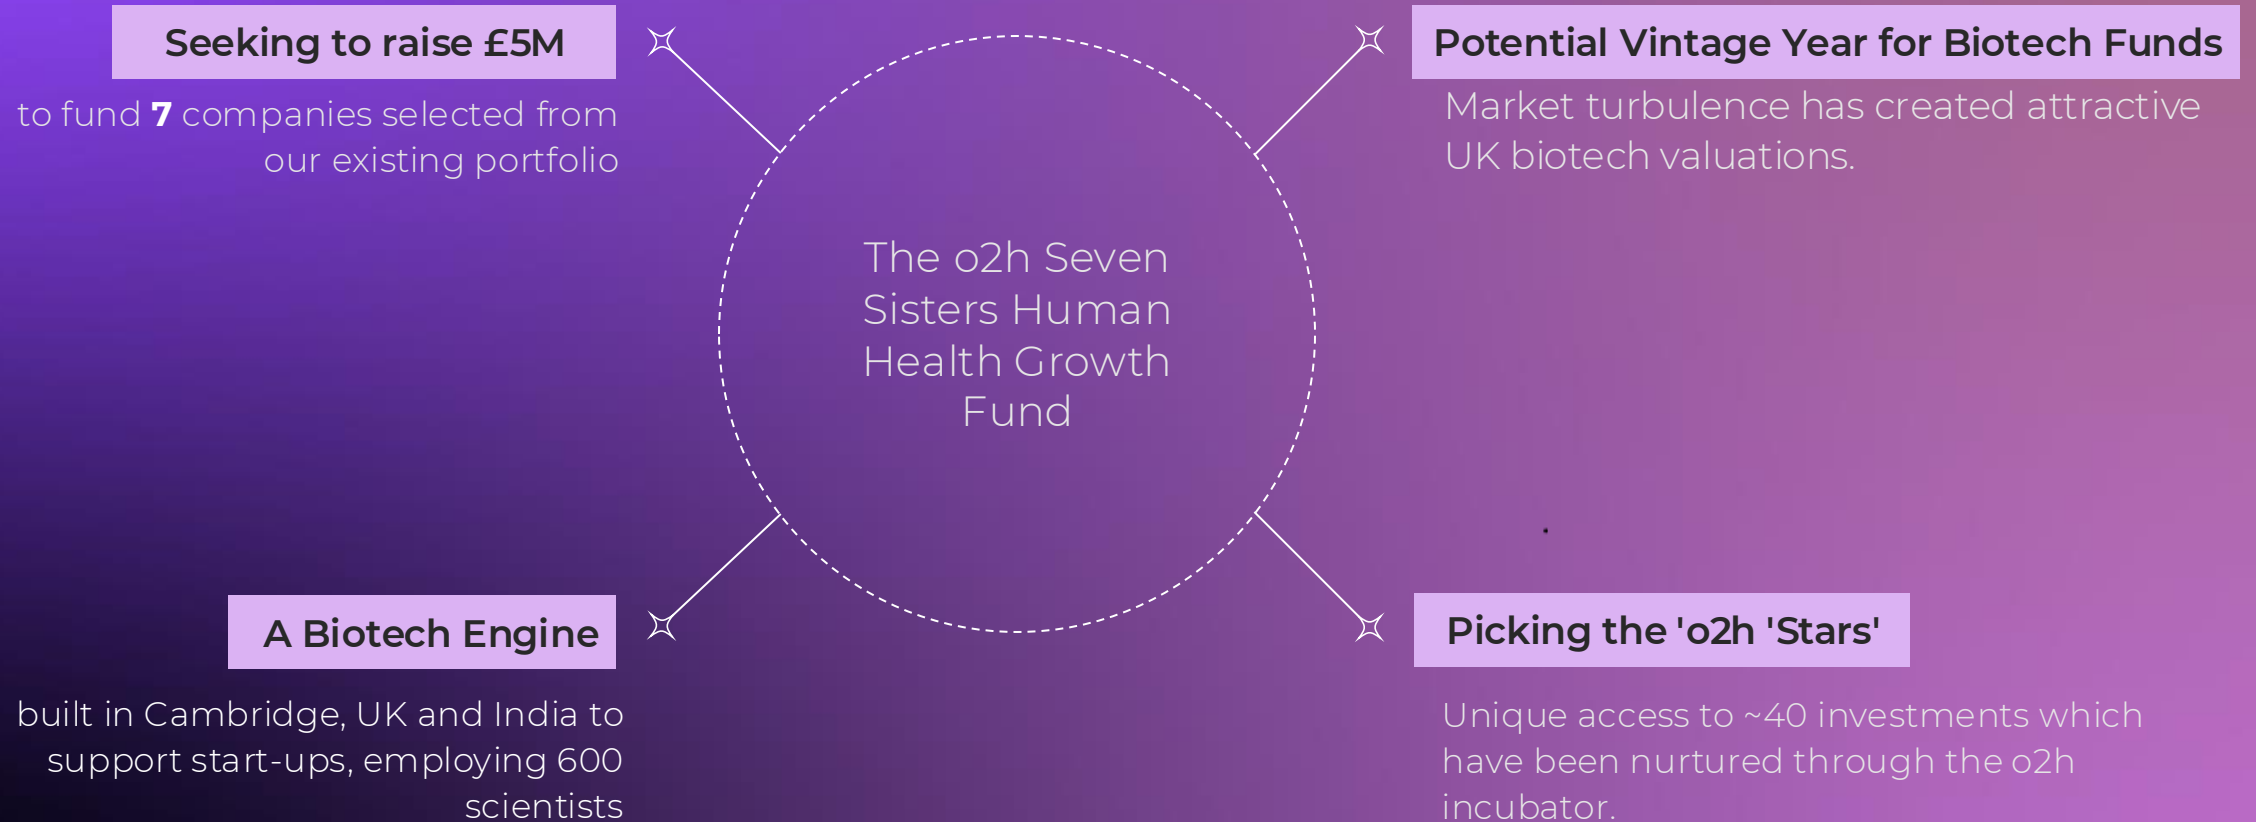 Seeking to raise £5M
to fund 7 companies selected from
our existing portfolio
Potential Vintage Year for Biotech Funds
Market turbulence has created attractive
UK biotech valuations.
The o2h Seven
Sisters Human
Health Growth
Fund
A Biotech Engine
built in Cambridge, UK and India to
support start-ups, employing 600
scientists
Picking the 'o2h 'Stars'
Unique access to ~40 investments which
have been nurtured through the o2h
incubator.